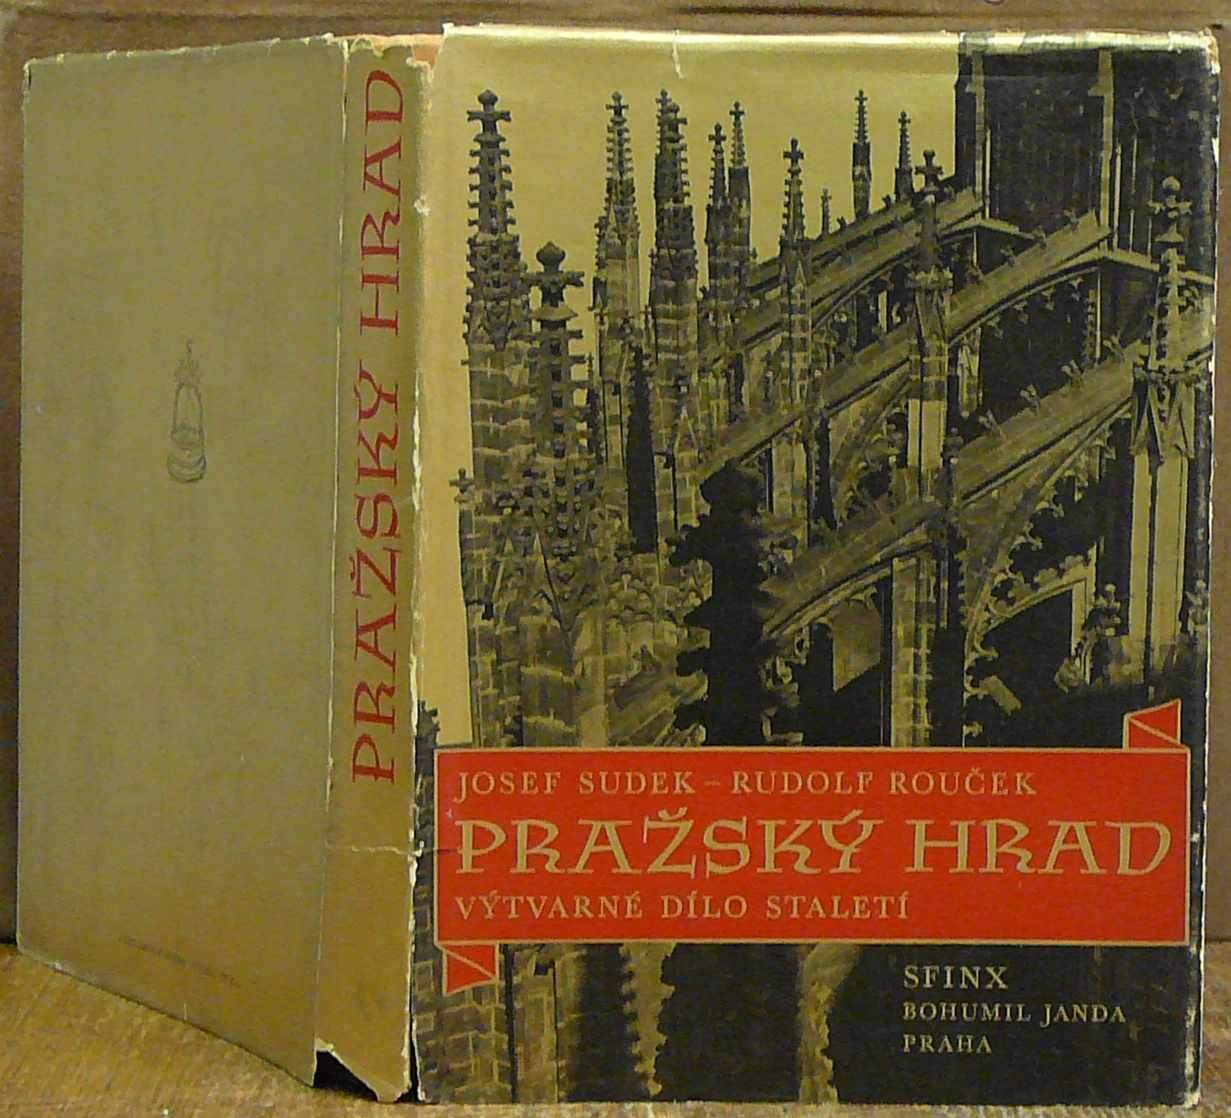 PRAŽSKÝ HRAD
JOSEF SUDEK – RUDOLF ROUČEK
PRAŽSKÝ HRAD
VÝTVARNÉ DÍLO STALETÍ
SFINX
BOHUMIL JANDA
PRAHA